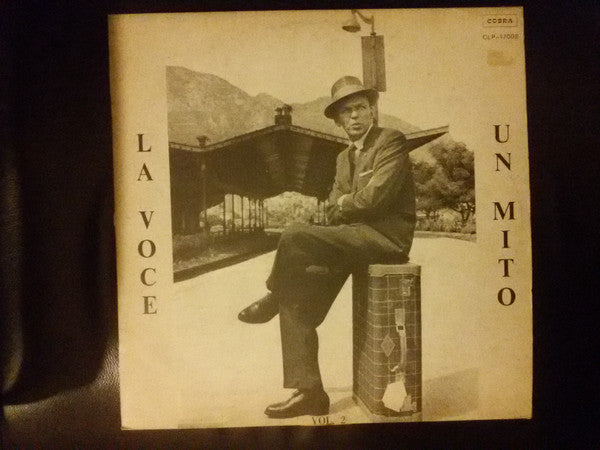 COBRA
CLP-17008
LA VOCE
UN MITO
VOL. 2